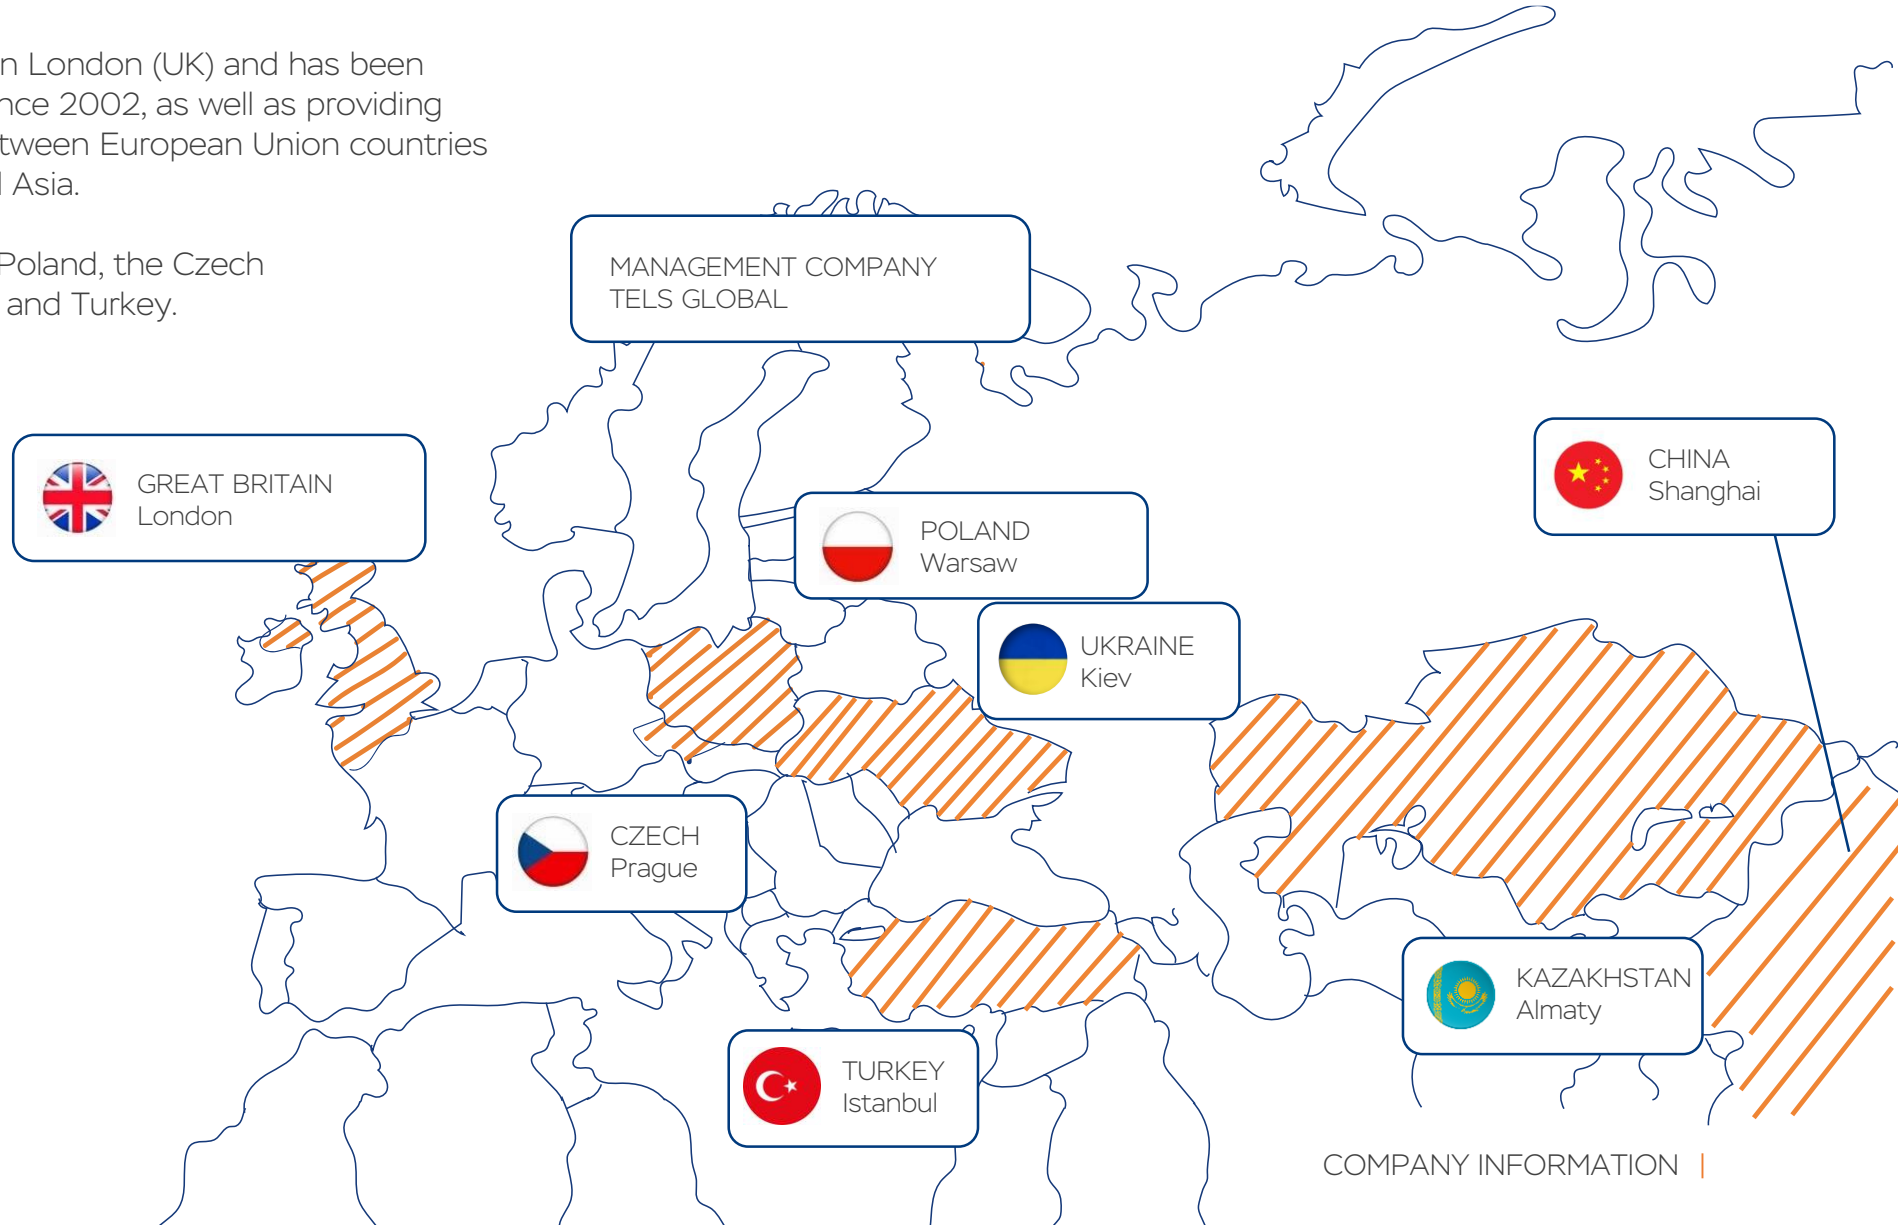 n London (UK) and has been
nce 2002, as well as providing
tween European Union countries
l Asia.
Poland, the Czech
and Turkey.
MANAGEMENT COMPANY
TELS GLOBAL
GREAT BRITAIN
London
CHINA
Shanghai
POLAND
Warsaw
UKRAINE
Kiev
CZECH
Prague
KAZAKHSTAN
Almaty
TURKEY
Istanbul
COMPANY INFORMATION |